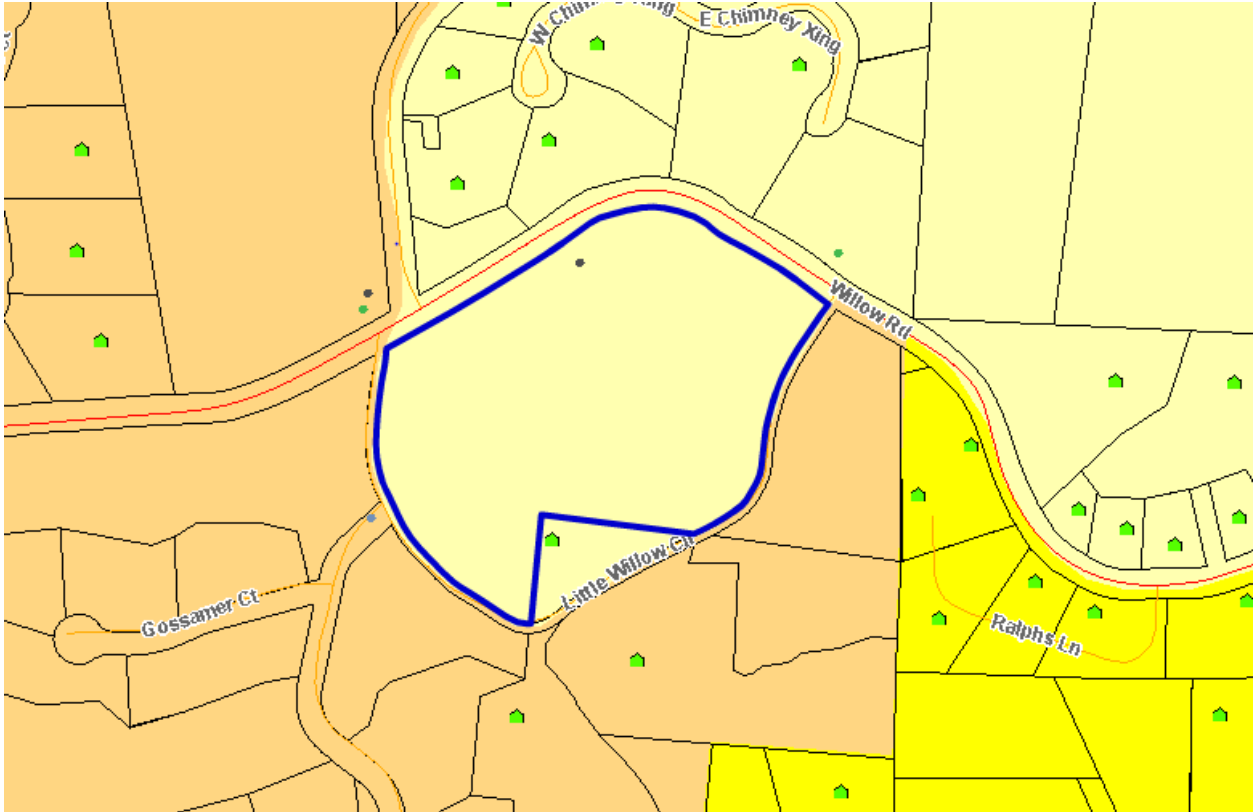 E Chimney Xing
Willow Rd
Little Willow Ct
Gossamer Ct
Ralphs Ln